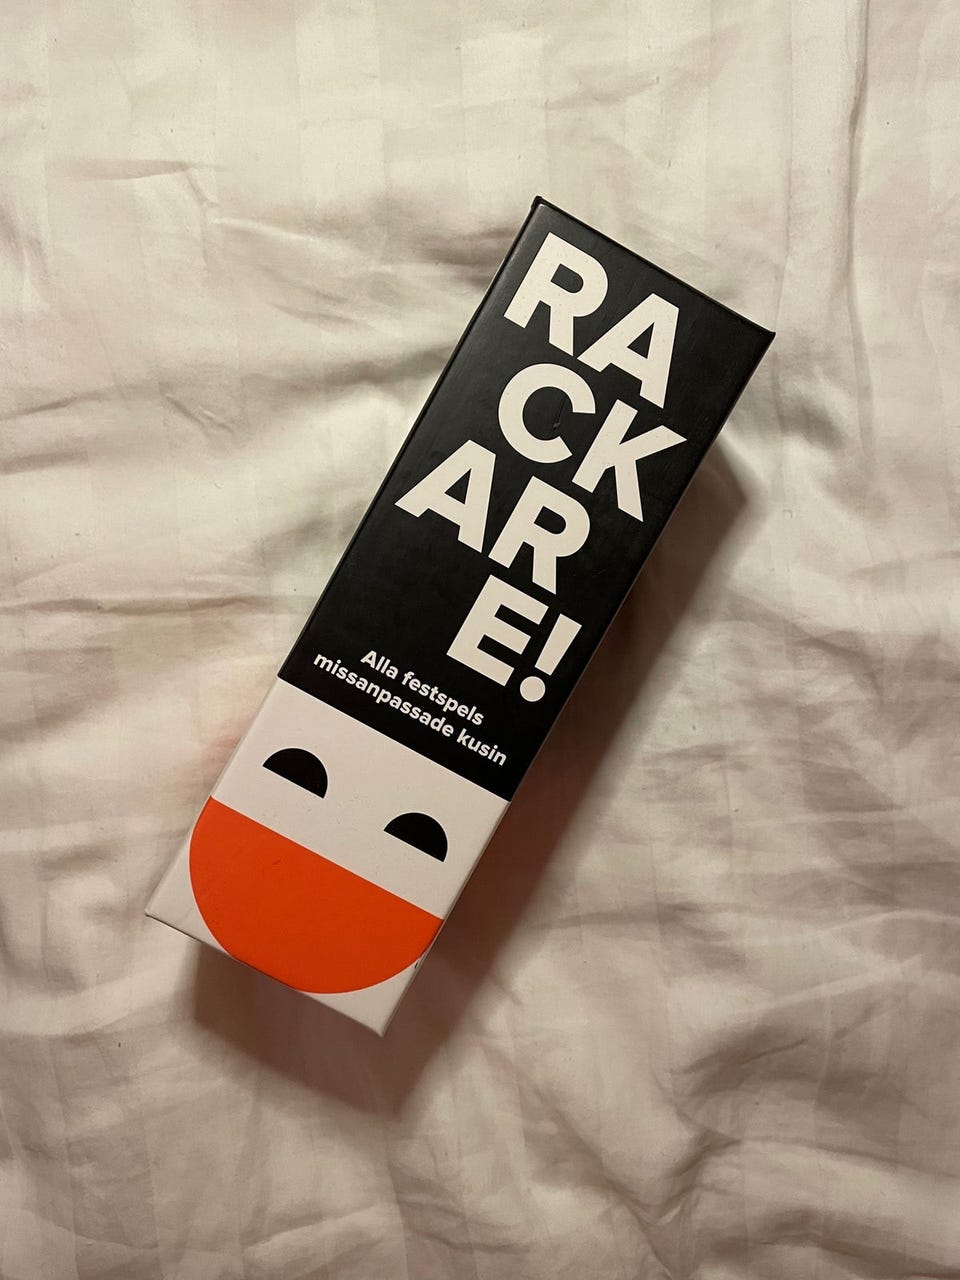 RA
CK
AR
E!
Alla festspels
missanpassade kusin